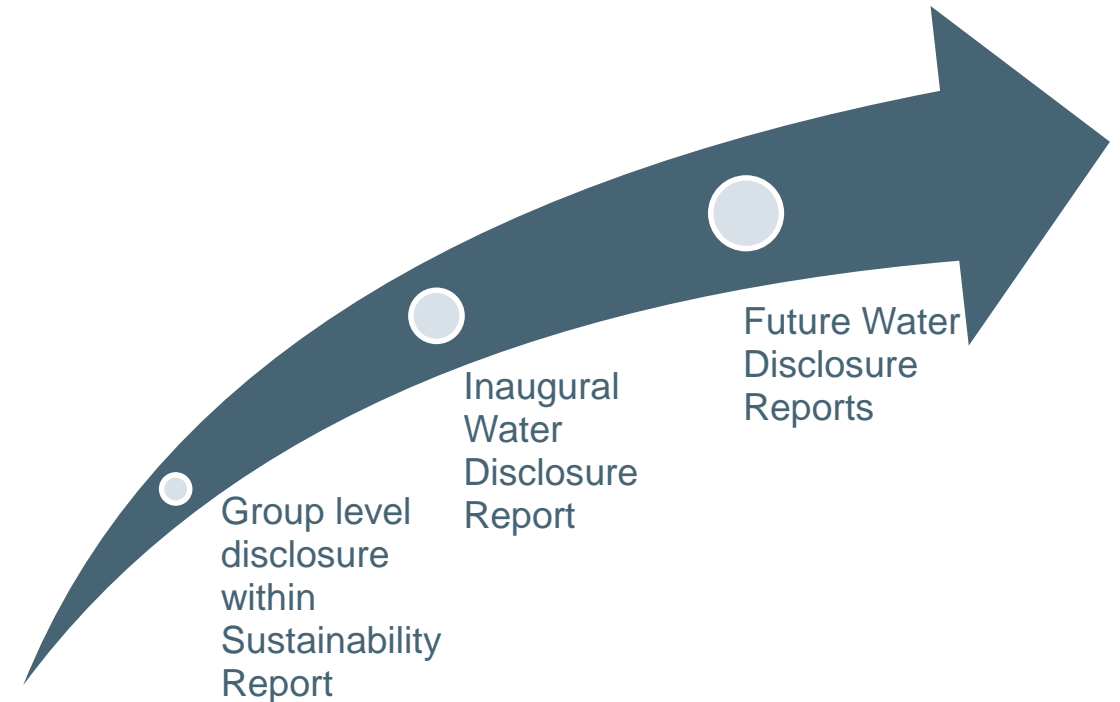 Group level
disclosure
within
Sustainability
Report
Inaugural
Water
Disclosure
Report
Future Water
Disclosure
Reports